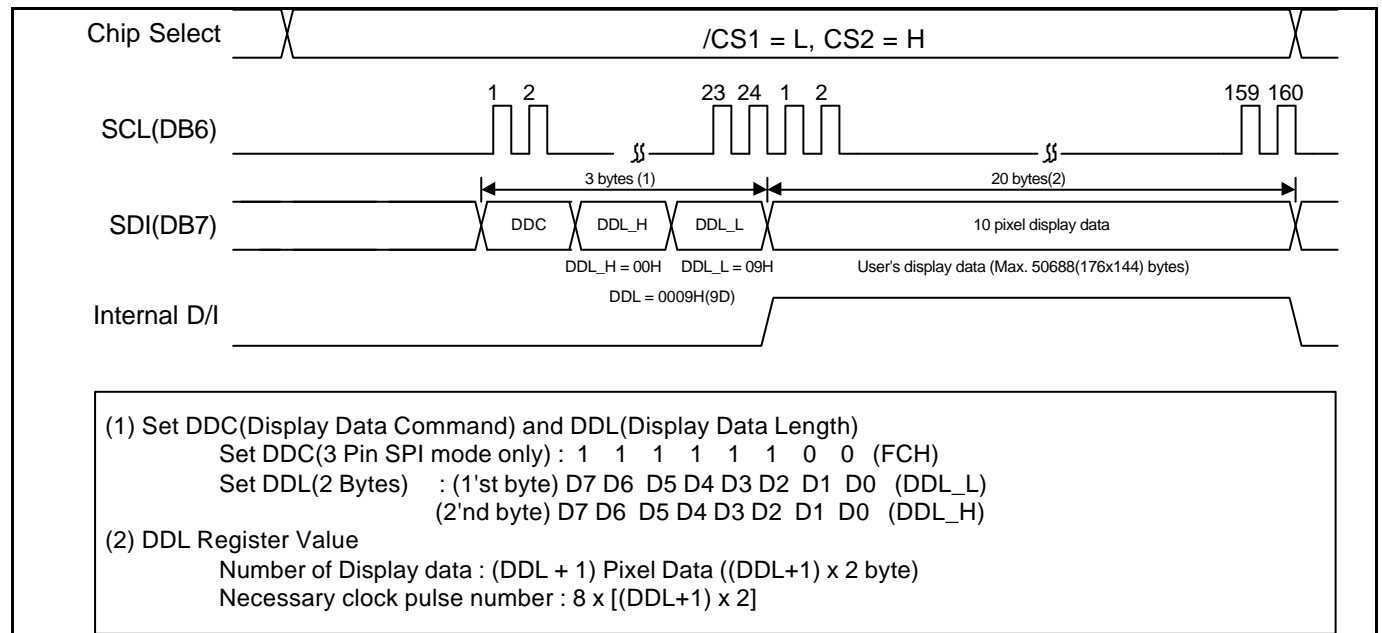 Chip Select
/CS1 = L, CS2 = H
1 2 23 24 1 2 159 160
SCL(DB6)
3 bytes (1) 20 bytes(2)
SDI(DB7) DDC DDL_H DDL_L 10 pixel display data
DDL_H = 00H DDL_L = 09H User's display data (Max. 50688(176x144) bytes)
DDL = 0009H(9D)
Internal D/I
(1) Set DDC(Display Data Command) and DDL(Display Data Length)
Set DDC(3 Pin SPI mode only) : 1 1 1 1 1 1 0 0 (FCH)
Set DDL(2 Bytes) : (1'st byte) D7 D6 D5 D4 D3 D2 D1 D0 (DDL_L)
(2'nd byte) D7 D6 D5 D4 D3 D2 D1 D0 (DDL_H)
(2) DDL Register Value
Number of Display data : (DDL + 1) Pixel Data ((DDL+1) x 2 byte)
Necessary clock pulse number : 8 x [(DDL+1) x 2]